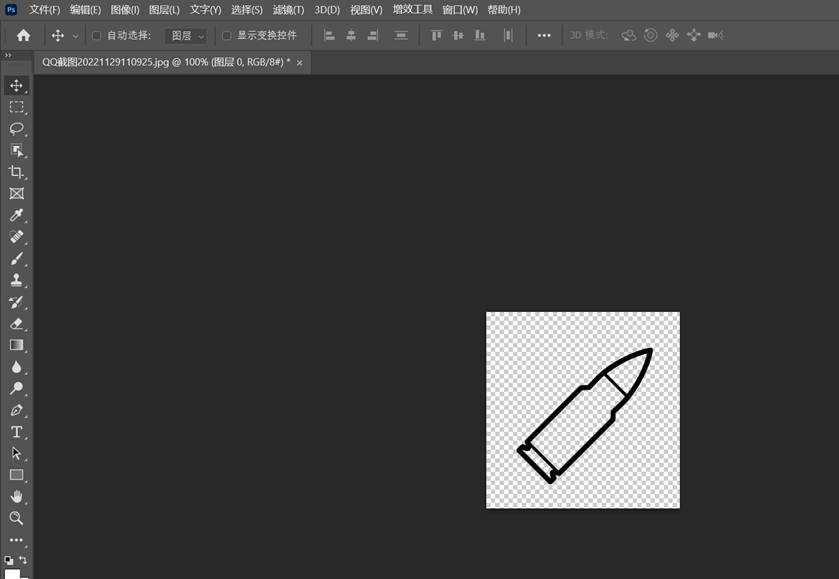 Ps 文件(F) 编辑(E) 图像(I) 图层(L) 文字(Y) 选择(S) 滤镜(T) 3D(D) 视图(V) 增效工具 窗口(W) 帮助(H)
自动选择: 图层 显示变换控件 3D 模式:
QQ截图20221129110925.jpg @ 100% (图层 0, RGB/8#) * ×